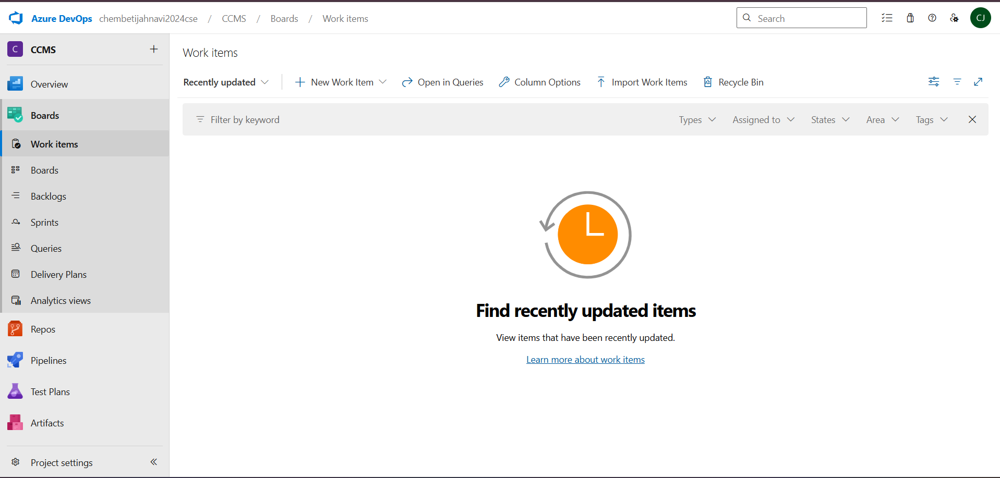 Azure DevOps chembetijahnavi2024cse / CCMS / Boards / Work items
Search
CJ
C CCMS
Overview
Boards
Work items
Boards
Backlogs
Sprints
Queries
Delivery Plans
Analytics views
Repos
Pipelines
Test Plans
Artifacts
Project settings
Work items
Recently updated New Work Item Open in Queries Column Options Import Work Items Recycle Bin
Filter by keyword Types Assigned to States Area Tags
Find recently updated items
View items that have been recently updated.
Learn more about work items